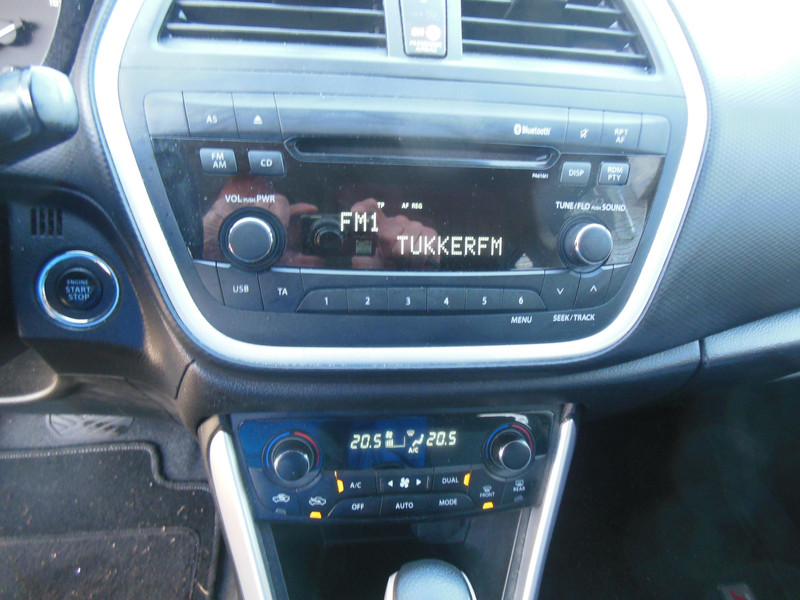 AS
Bluetooth
RPT
AF
FM
AM
CD
DISP
RDM
PTY
VOL PUSH PWR
TP AF REG
TUNE/FLD PUSH SOUND
FM1
TUKKERFM
ENGINE
START
STOP
USB
TA
1 2 3 4 5 6
MENU
SEEK/TRACK
20.5
20.5
A/C
A/C
DUAL
OFF
AUTO
MODE
FRONT
REAR